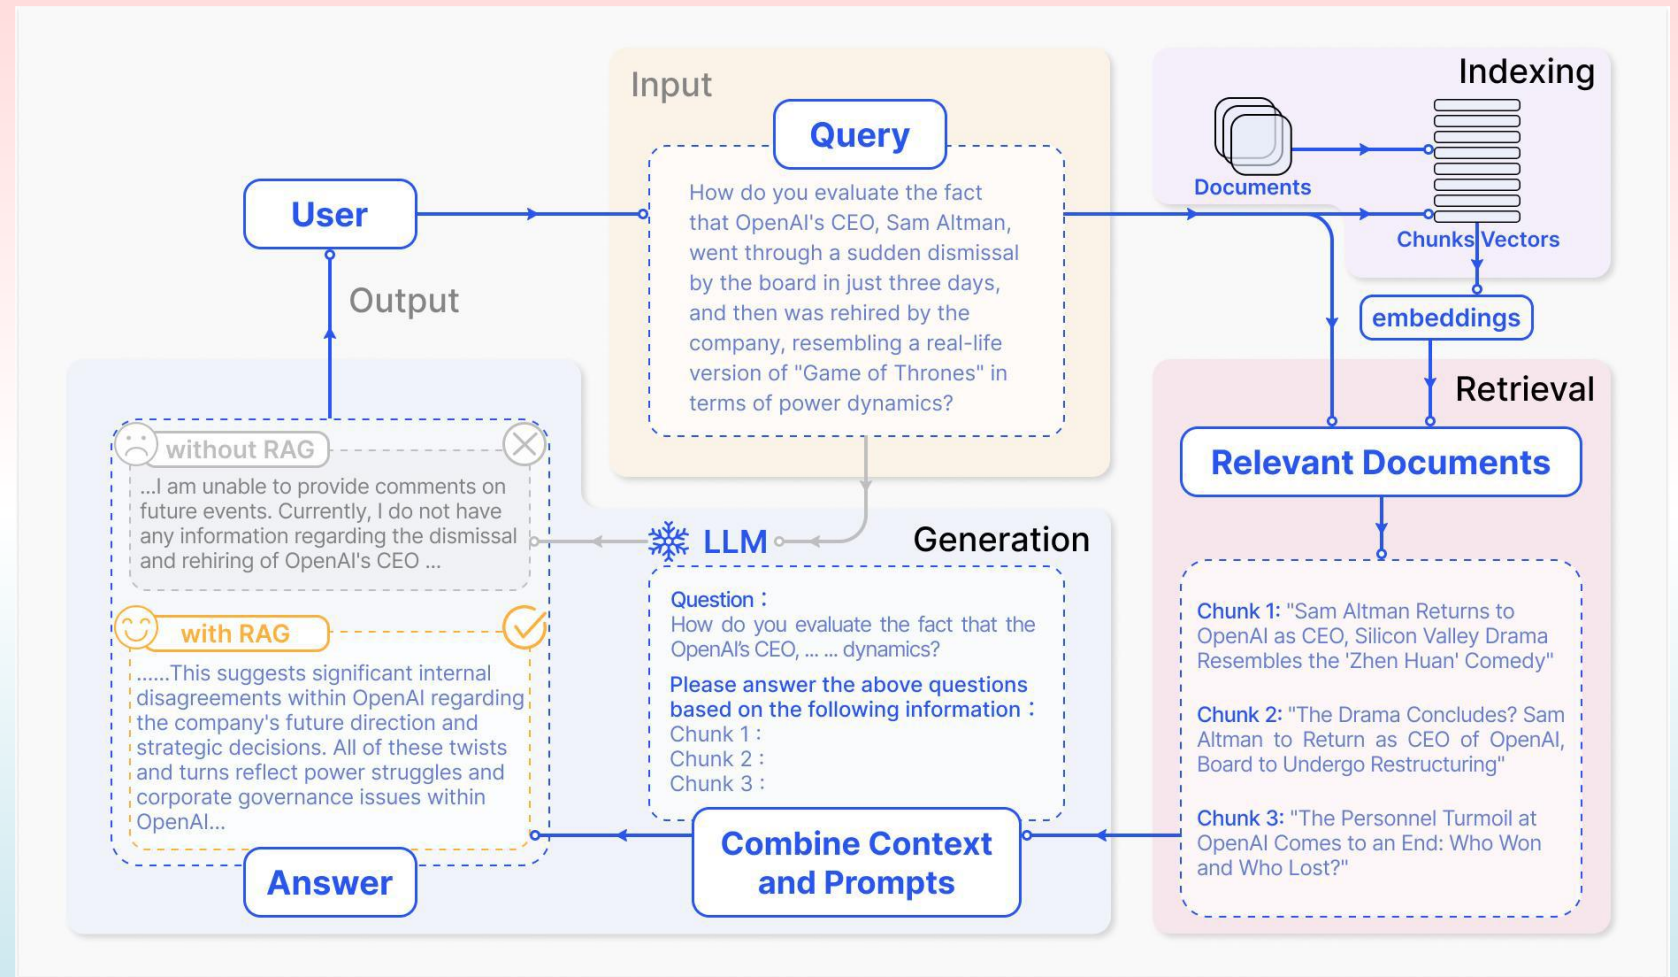 Input
Query
How do you evaluate the fact
that OpenAI's CEO, Sam Altman,
went through a sudden dismissal
by the board in just three days,
and then was rehired by the
company, resembling a real-life
version of "Game of Thrones" in
terms of power dynamics?
Indexing
Documents
Chunks Vectors
embeddings
User
Output
Retrieval
Relevant Documents
Chunk 1: "Sam Altman Returns to
OpenAI as CEO, Silicon Valley Drama
Resembles the 'Zhen Huan' Comedy"
Chunk 2: "The Drama Concludes? Sam
Altman to Return as CEO of OpenAI,
Board to Undergo Restructuring"
Chunk 3: "The Personnel Turmoil at
OpenAI Comes to an End: Who Won
and Who Lost?"
LLM
Generation
Question :
How do you evaluate the fact that the
OpenAI's CEO, ... ... dynamics?
Please answer the above questions
based on the following information :
Chunk 1 :
Chunk 2 :
Chunk 3 :
Combine Context
and Prompts
without RAG
...I am unable to provide comments on
future events. Currently, I do not have
any information regarding the dismissal
and rehiring of OpenAI's CEO ...
with RAG
......This suggests significant internal
disagreements within OpenAI regarding
the company's future direction and
strategic decisions. All of these twists
and turns reflect power struggles and
corporate governance issues within
OpenAI...
Answer